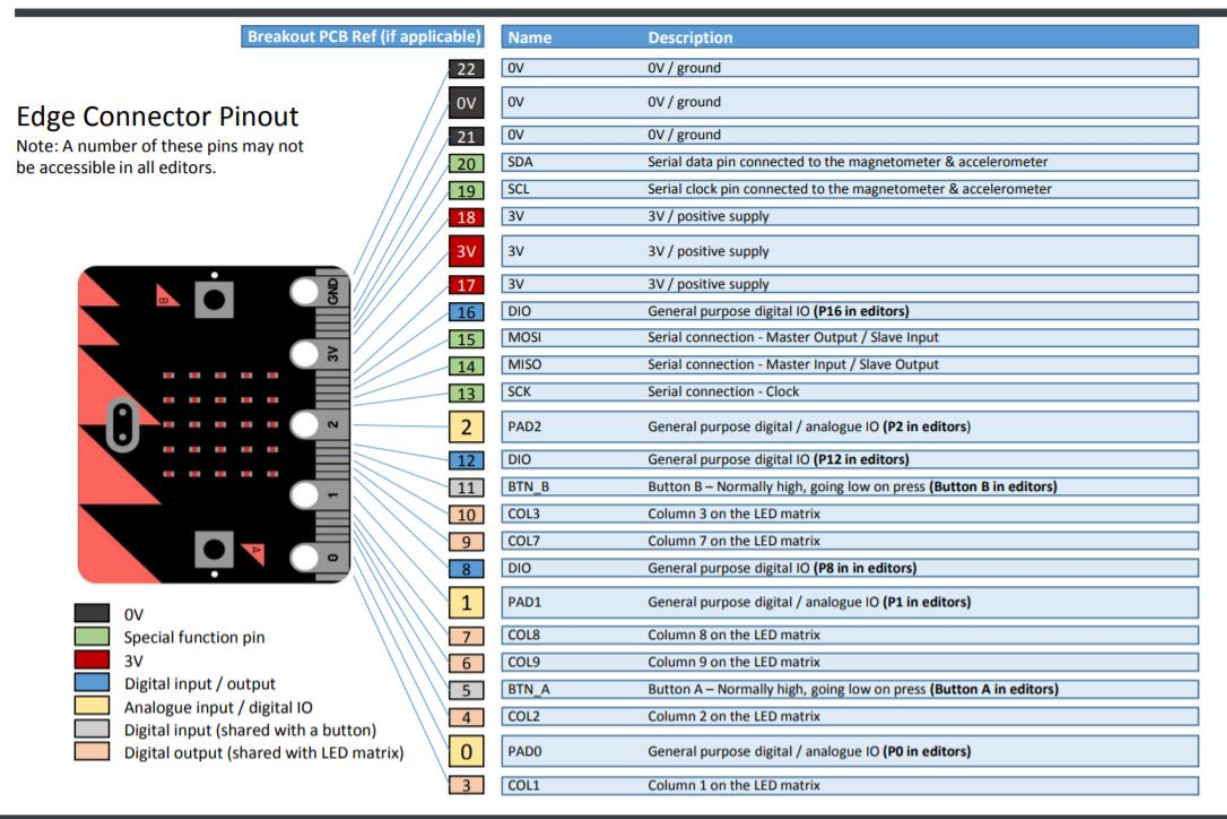 Breakout PCB Ref (if applicable) Name Description
Edge Connector Pinout
Note: A number of these pins may not
be accessible in all editors.
22 0V 0V / ground
0V 0V 0V / ground
21 0V 0V / ground
20 SDA Serial data pin connected to the magnetometer & accelerometer
19 SCL Serial clock pin connected to the magnetometer & accelerometer
18 3V 3V / positive supply
3V 3V 3V / positive supply
17 3V 3V / positive supply
16 DIO General purpose digital IO (P16 in editors)
15 MOSI Serial connection - Master Output / Slave Input
14 MISO Serial connection - Master Input / Slave Output
13 SCK Serial connection - Clock
2 PAD2 General purpose digital / analogue IO (P2 in editors)
12 DIO General purpose digital IO (P12 in editors)
11 BTN_B Button B – Normally high, going low on press (Button B in editors)
10 COL3 Column 3 on the LED matrix
9 COL7 Column 7 on the LED matrix
8 DIO General purpose digital IO (P8 in in editors)
1 PAD1 General purpose digital / analogue IO (P1 in editors)
7 COL8 Column 8 on the LED matrix
6 COL9 Column 9 on the LED matrix
5 BTN_A Button A – Normally high, going low on press (Button A in editors)
4 COL2 Column 2 on the LED matrix
0 PAD0 General purpose digital / analogue IO (P0 in editors)
3 COL1 Column 1 on the LED matrix
B
GND
3V
2
1
0
A
0V
Special function pin
3V
Digital input / output
Analogue input / digital IO
Digital input (shared with a button)
Digital output (shared with LED matrix)